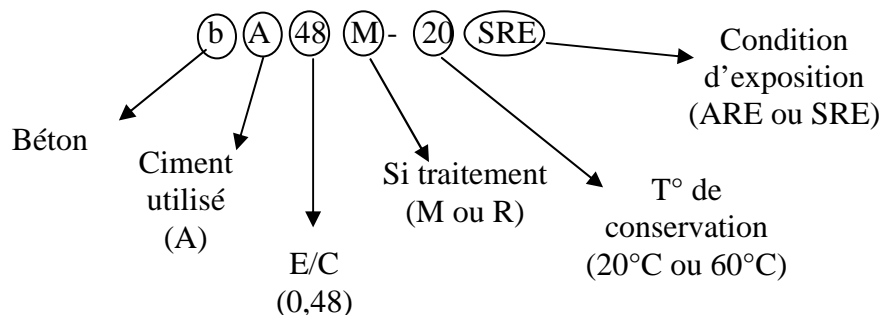 b A 48 M - 20 SRE
Condition
d’exposition
(ARE ou SRE)
Béton
Ciment
utilisé
(A)
Si traitement
(M ou R)
T° de
conservation
(20°C ou 60°C)
E/C
(0,48)